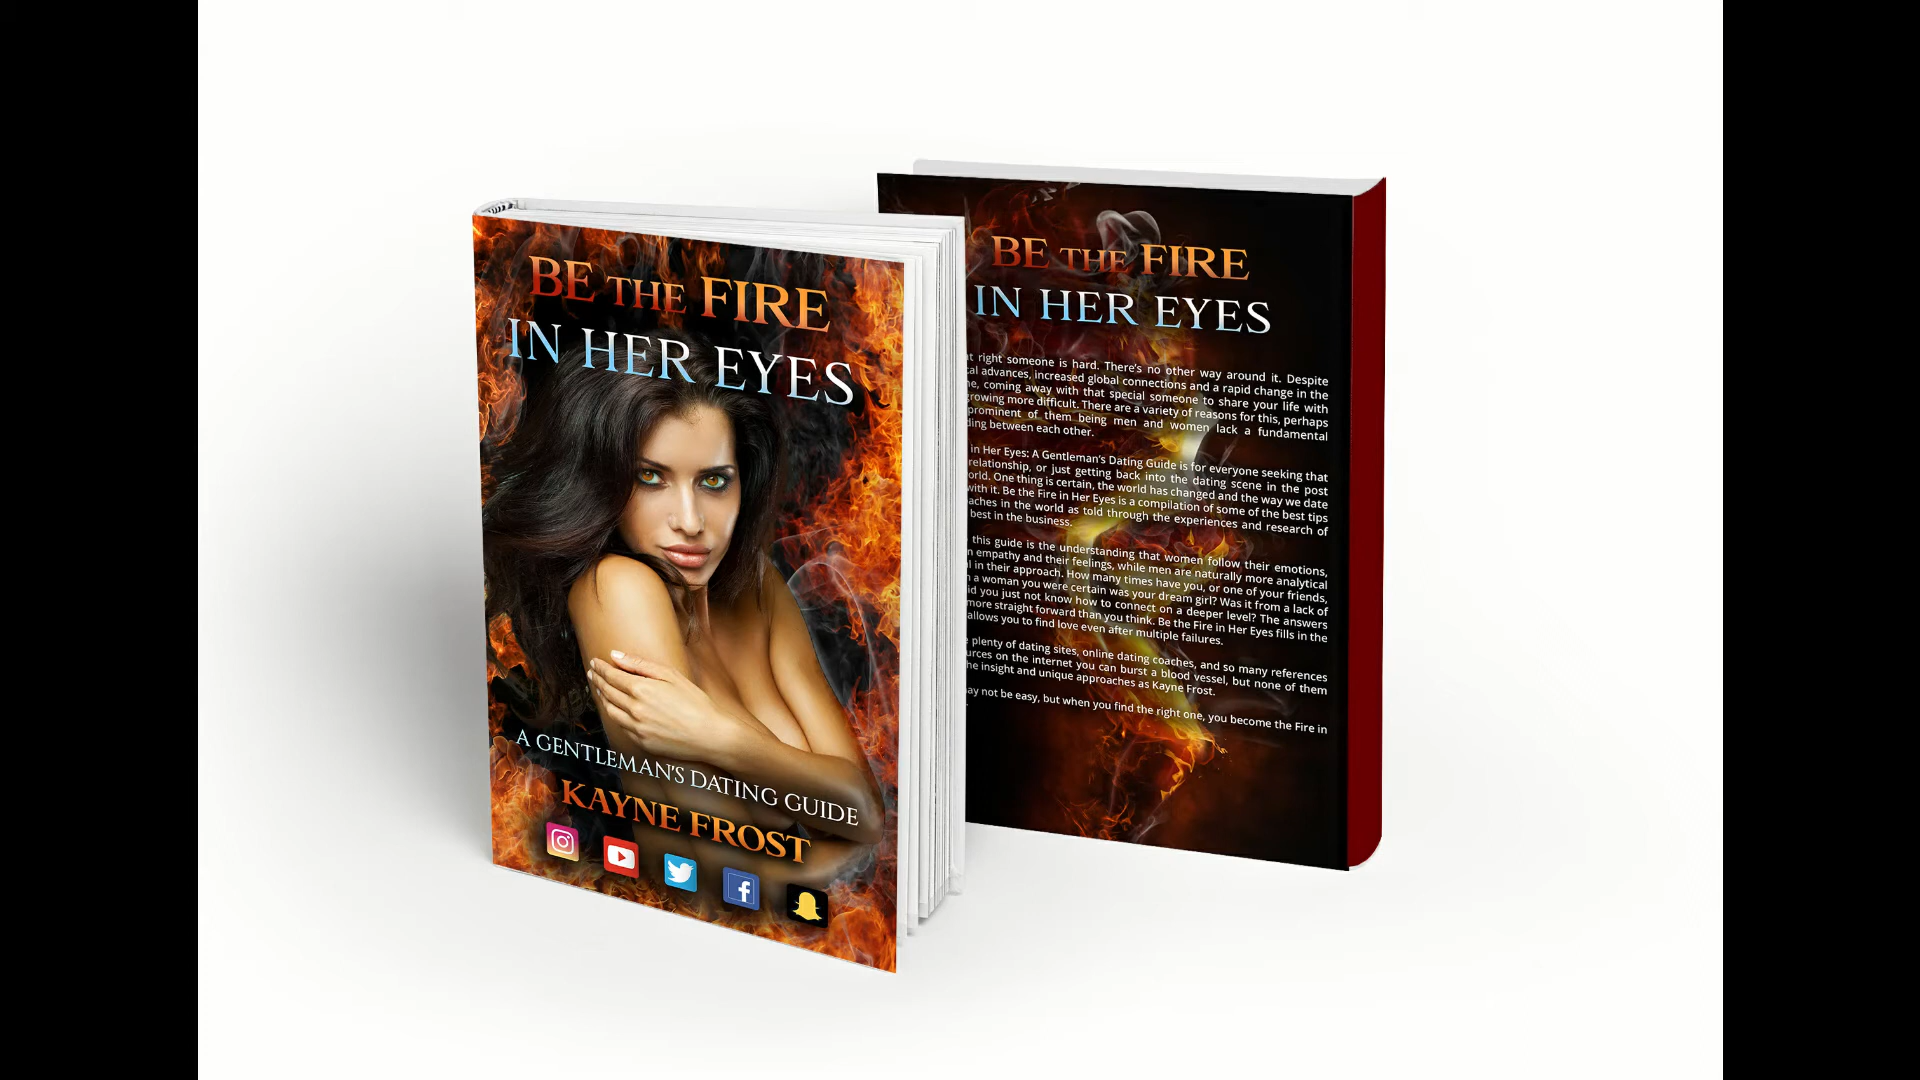 BE THE FIRE
IN HER EYES
A GENTLEMAN'S DATING GUIDE
KAYNE FROST
BE THE FIRE
IN HER EYES
right someone is hard. There's no other way around it. Despite
advances, increased global connections and a rapid change in the
coming away with that special someone to share your life with
growing more difficult. There are a variety of reasons for this, perhaps
prominent of them being men and women lack a fundamental
between each other.
in Her Eyes: A Gentleman's Dating Guide is for everyone seeking that
relationship, or just getting back into the dating scene in the post
One thing is certain, the world has changed and the way we date
with it. Be the Fire in Her Eyes is a compilation of some of the best tips
in the world as told through the experiences and research of
best in the business.
this guide is the understanding that women follow their emotions,
empathy and their feelings, while men are naturally more analytical
in their approach. How many times have you, or one of your friends,
a woman you were certain was your dream girl? Was it from a lack of
you just not know how to connect on a deeper level? The answers
more straight forward than you think. Be the Fire in Her Eyes fills in the
allows you to find love even after multiple failures.
plenty of dating sites, online dating coaches, and so many references
on the internet you can burst a blood vessel, but none of them
the insight and unique approaches as Kayne Frost.
may not be easy, but when you find the right one, you become the Fire in